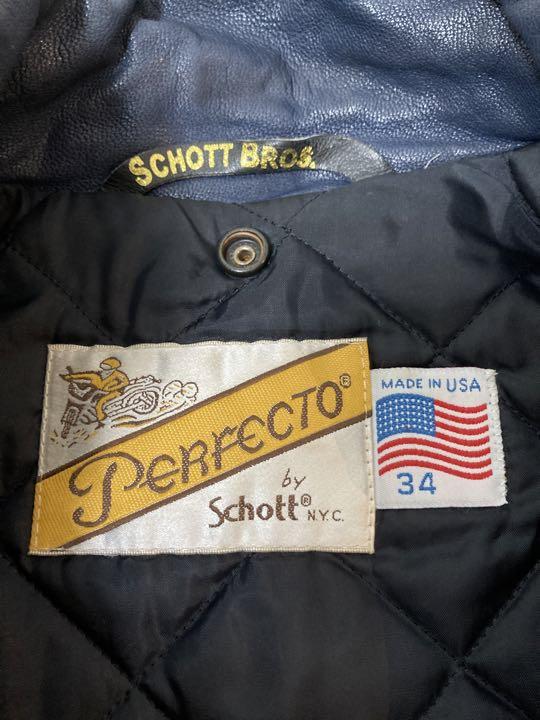 SCHOTT BROS.
PERFECTO®
by
Schott® N.Y.C.
MADE IN USA
34